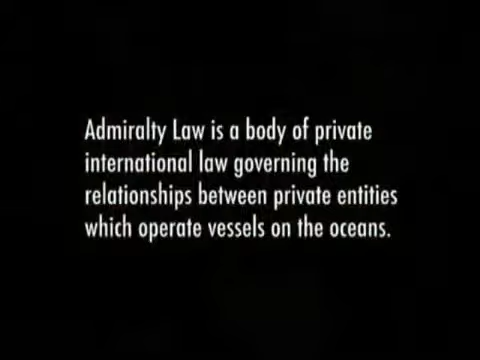 Admiralty Law is a body of private
international law governing the
relationships between private entities
which operate vessels on the oceans.